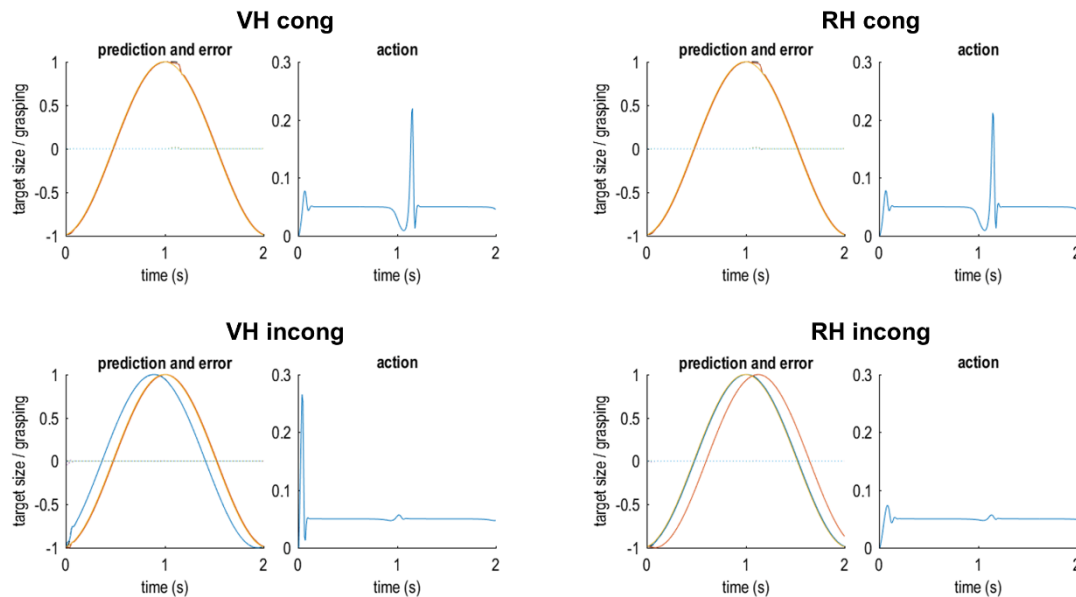 VH cong
prediction and error
action
target size / grasping
1
0.5
0
-0.5
-1
0
1
2
time (s)
0.3
0.2
0.1
0
0
1
2
time (s)
RH cong
prediction and error
action
target size / grasping
1
0.5
0
-0.5
-1
0
1
2
time (s)
0.3
0.2
0.1
0
0
1
2
time (s)
VH incong
prediction and error
action
target size / grasping
1
0.5
0
-0.5
-1
0
1
2
time (s)
0.3
0.2
0.1
0
0
1
2
time (s)
RH incong
prediction and error
action
target size / grasping
1
0.5
0
-0.5
-1
0
1
2
time (s)
0.3
0.2
0.1
0
0
1
2
time (s)